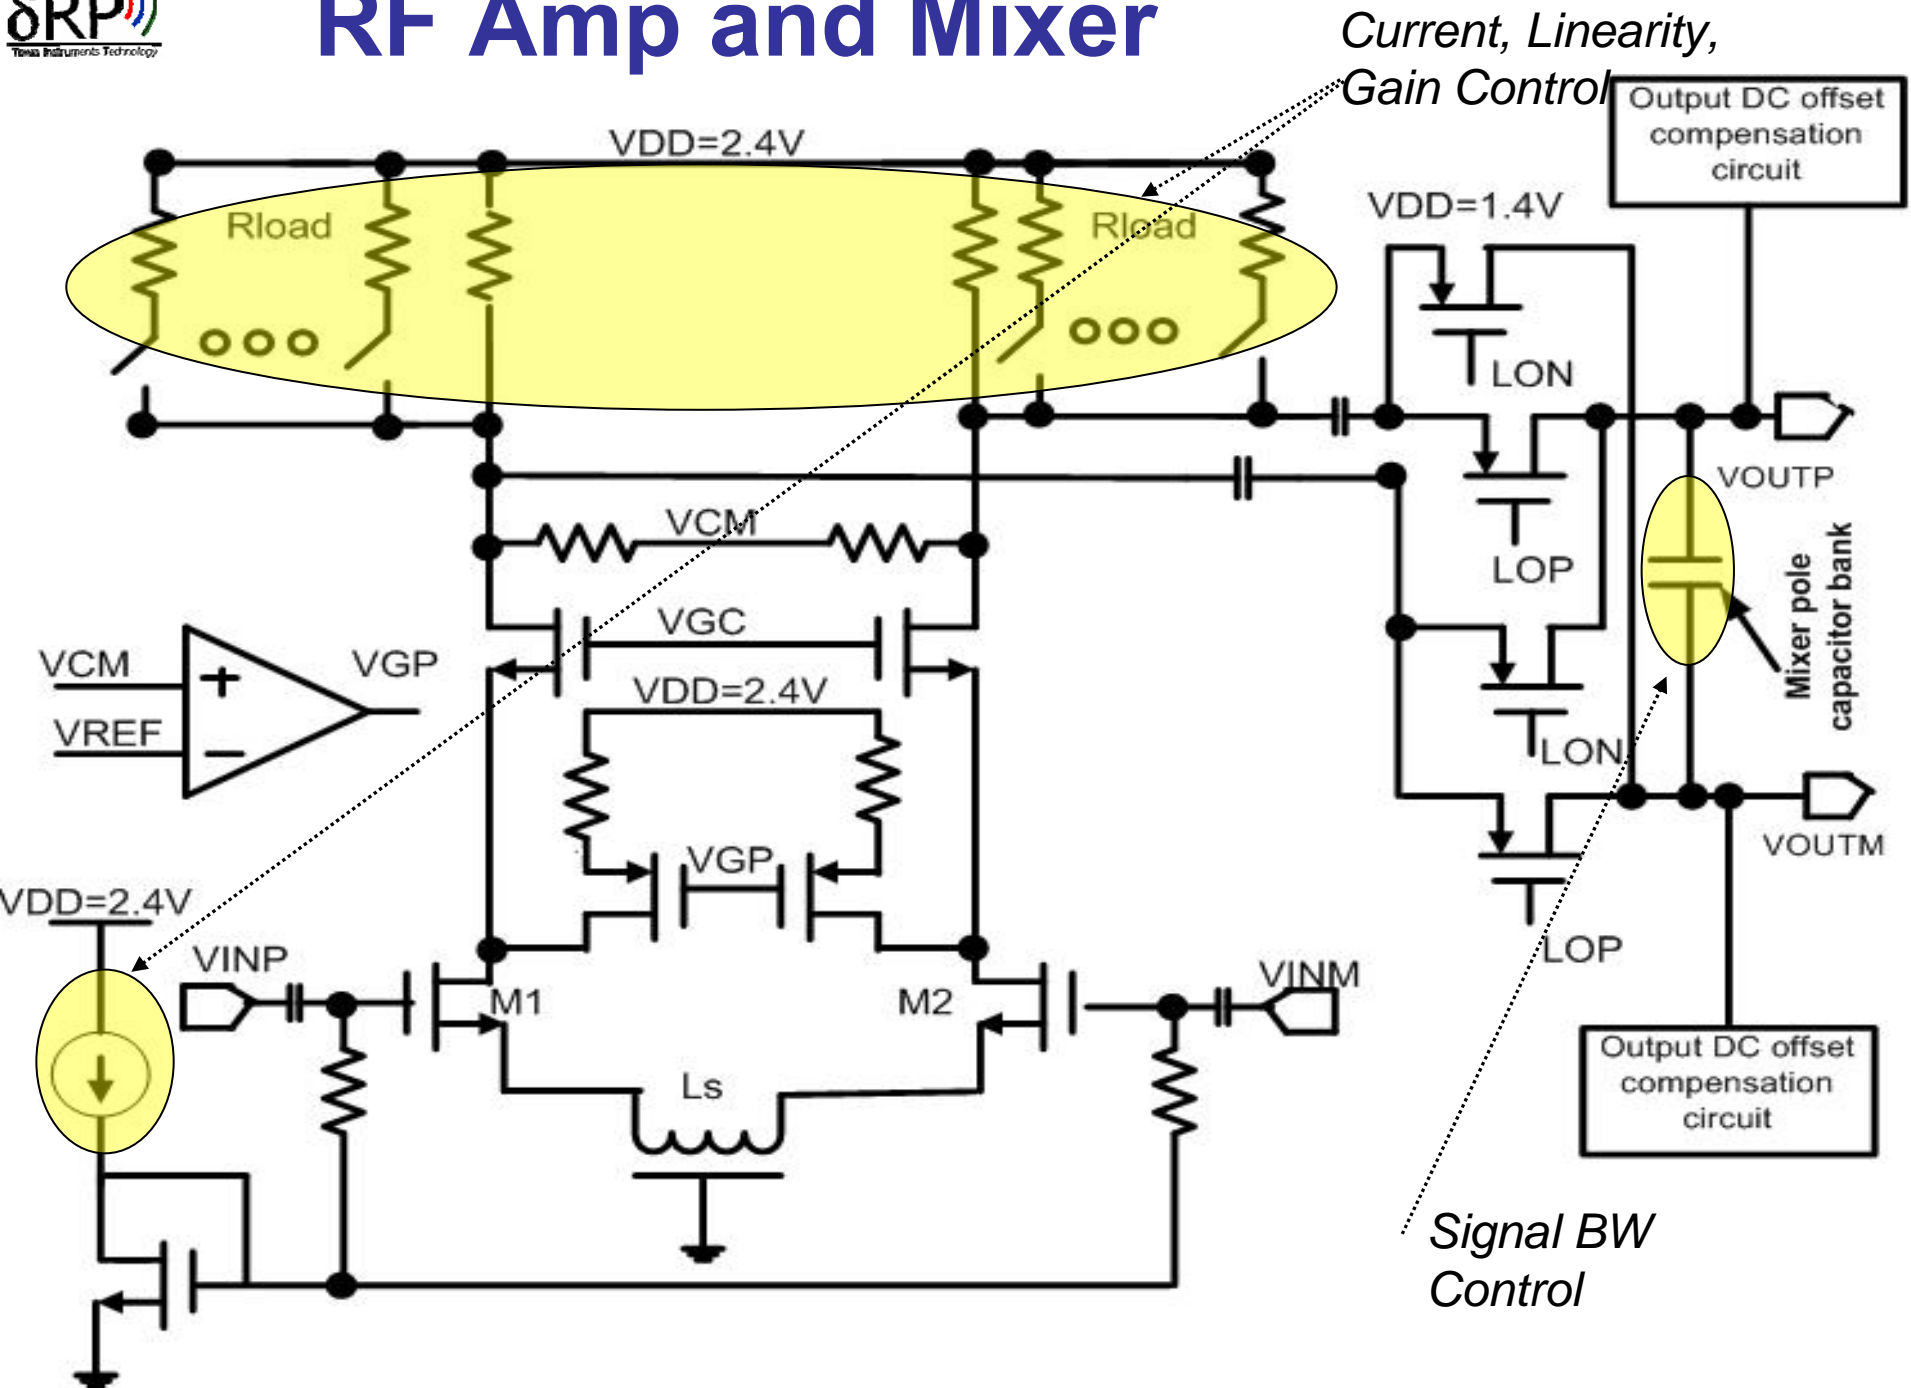 δRP
Texas Instruments Technology
RF Amp and Mixer
Current, Linearity,
Gain Control
Output DC offset
compensation
circuit
VDD=2.4V
VDD=1.4V
Rload
Rload
LON
VOUTP
VCM
LOP
Mixer pole
capacitor bank
VGC
VCM
VGP
VDD=2.4V
VREF
LON
VOUTM
VGP
VDD=2.4V
VINP
LOP
VINM
M1
M2
Ls
Output DC offset
compensation
circuit
Signal BW
Control